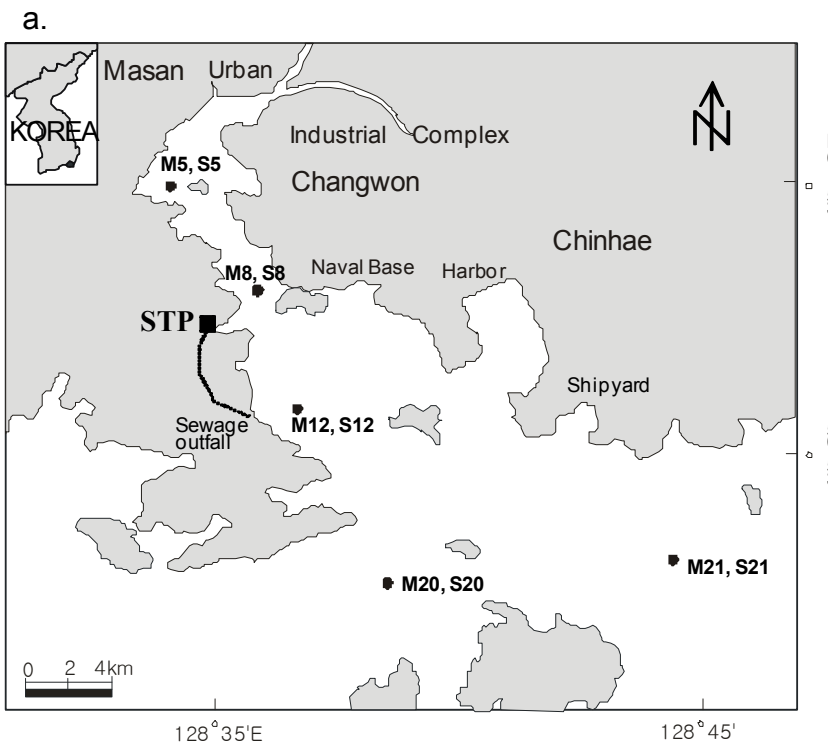 a.
Masan Urban
KOREA
Industrial Complex
M5, S5
Changwon
Chinhae
M8, S8
Naval Base Harbor
STP
Shipyard
Sewage
outfall
M12, S12
M20, S20
M21, S21
0 2 4km
128°35'E
128°45'
N